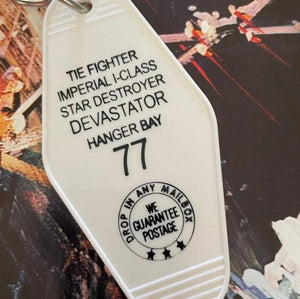 TIE FIGHTER
IMPERIAL I-CLASS
STAR DESTROYER
DEVASTATOR
HANGER BAY
77
DROP IN ANY MAILBOX
WE
GUARANTEE
POSTAGE